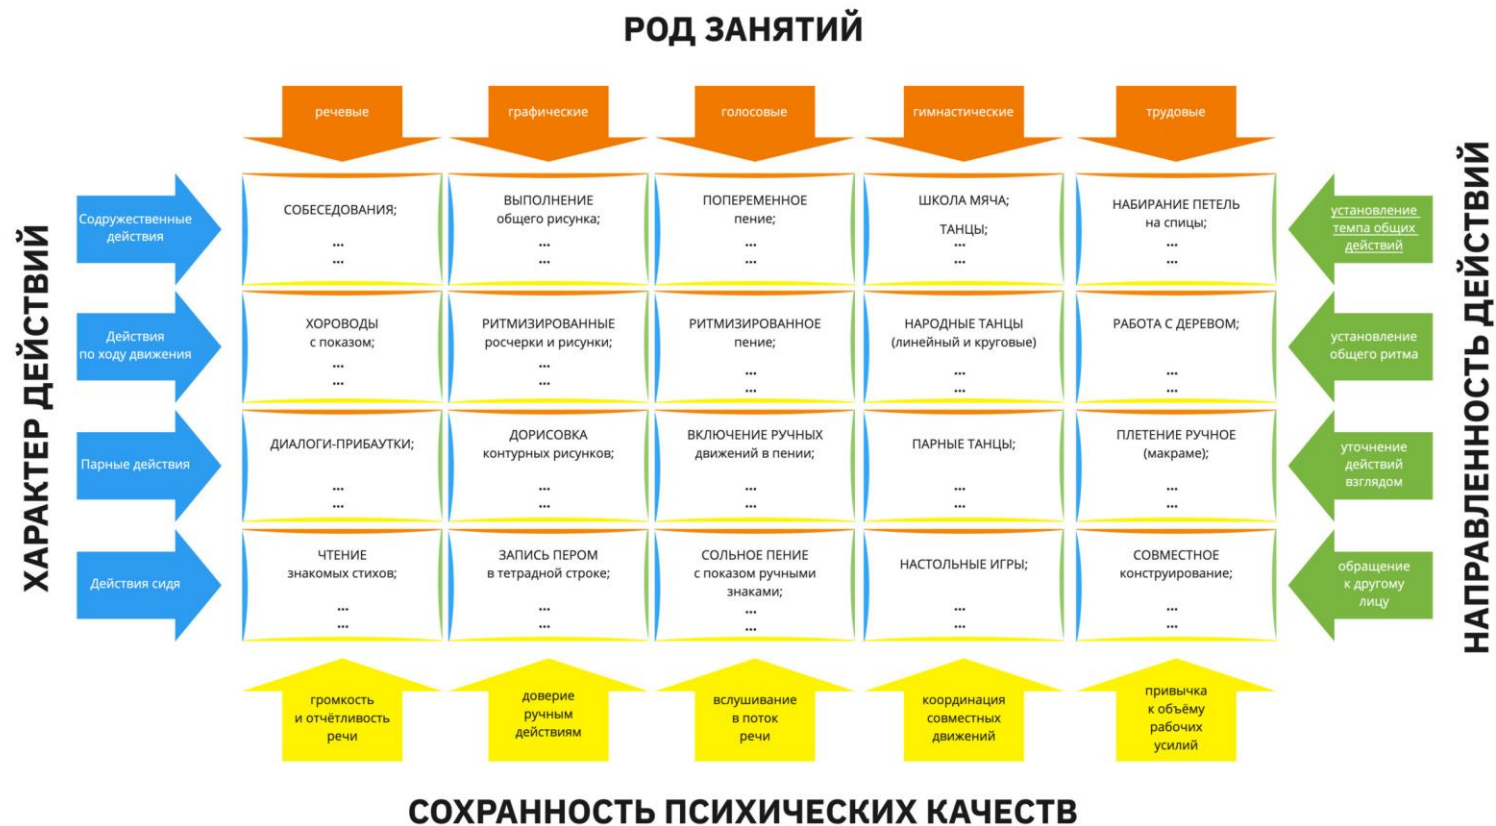 РОД ЗАНЯТИЙ
речевые
графические
голосовые
гимнастические
трудовые
ХАРАКТЕР ДЕЙСТВИЙ
НАПРАВЛЕННОСТЬ ДЕЙСТВИЙ
Содружественные
действия
СОБЕСЕДОВАНИЯ;
...
...
ВЫПОЛНЕНИЕ
общего рисунка;
...
...
ПОПЕРЕМЕННОЕ
пение;
...
...
ШКОЛА МЯЧА;
ТАНЦЫ;
...
...
НАБИРАНИЕ ПЕТЕЛЬ
на спицы;
...
...
установление
темпа общих
действий
Действия
по ходу движения
ХОРОВОДЫ
с показом;
...
...
РИТМИЗИРОВАННЫЕ
росчерки и рисунки;
...
...
РИТМИЗИРОВАННОЕ
пение;
...
...
НАРОДНЫЕ ТАНЦЫ
(линейный и круговые)
...
...
РАБОТА С ДЕРЕВОМ;
...
...
установление
общего ритма
Парные действия
ДИАЛОГИ-ПРИБАУТКИ;
...
...
ДОРИСОВКА
контурных рисунков;
...
...
ВКЛЮЧЕНИЕ РУЧНЫХ
движений в пении;
...
...
ПАРНЫЕ ТАНЦЫ;
...
...
ПЛЕТЕНИЕ РУЧНОЕ
(макраме);
...
...
уточнение
действий
взглядом
Действия сидя
ЧТЕНИЕ
знакомых стихов;
...
...
ЗАПИСЬ ПЕРОМ
в тетрадной строке;
...
...
СОЛЬНОЕ ПЕНИЕ
с показом ручными
знаками;
...
...
НАСТОЛЬНЫЕ ИГРЫ;
...
...
СОВМЕСТНОЕ
конструирование;
...
...
обращение
к другому
лицу
громкость
и отчётливость
речи
доверие
ручным
действиям
вслушивание
в поток
речи
координация
совместных
движений
привычка
к объёму
рабочих
усилий
СОХРАННОСТЬ ПСИХИЧЕСКИХ КАЧЕСТВ